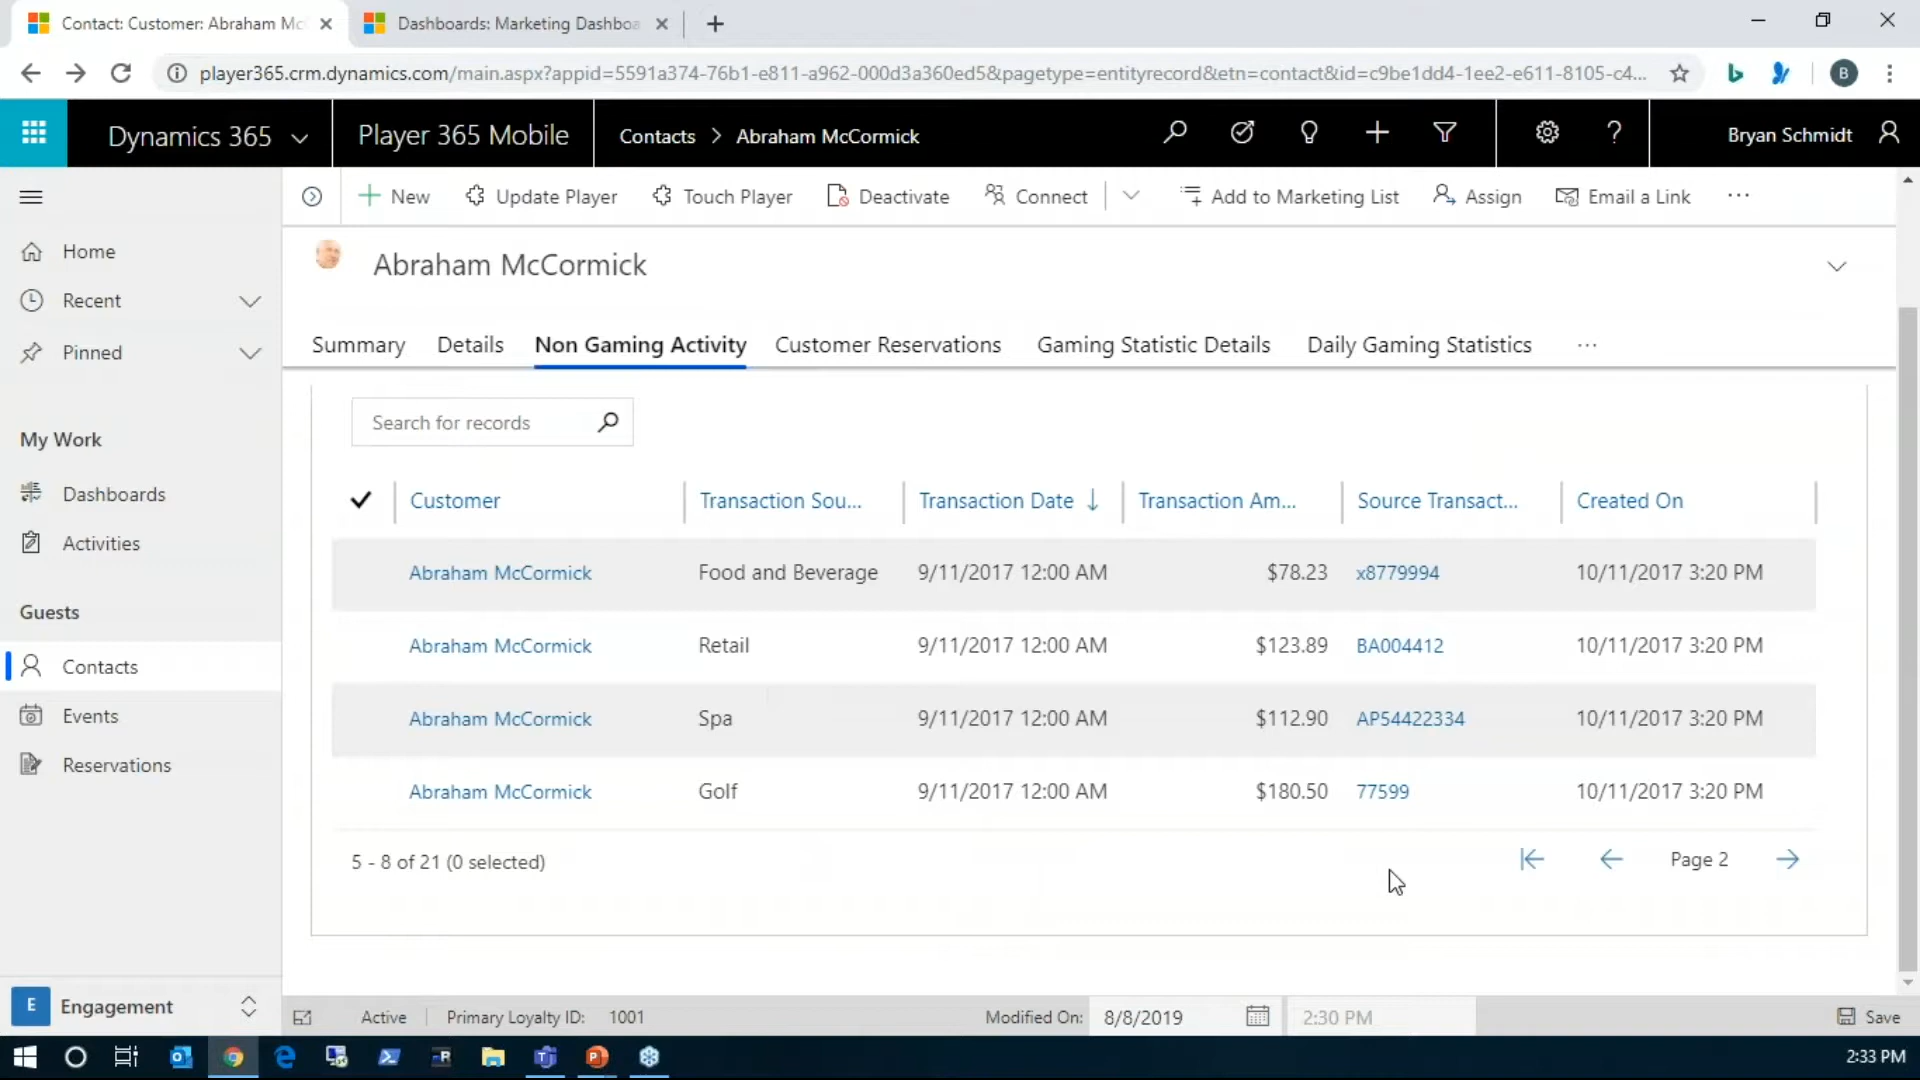 Contact: Customer: Abraham Mc
Dashboards: Marketing Dashboa
player365.crm.dynamics.com/main.aspx?appid=5591a374-76b1-e811-a962-000d3a360ed5&pagetype=entityrecord&etn=contact&id=c9be1dd4-1ee2-e611-8105-c4...
B
Dynamics 365
Player 365 Mobile
Contacts > Abraham McCormick
Bryan Schmidt
New
Update Player
Touch Player
Deactivate
Connect
Add to Marketing List
Assign
Email a Link
...
Home
Recent
Pinned
My Work
Dashboards
Activities
Guests
Contacts
Events
Reservations
E Engagement
Abraham McCormick
Summary Details Non Gaming Activity Customer Reservations Gaming Statistic Details Daily Gaming Statistics ...
Search for records
Customer Transaction Sou... Transaction Date ↓ Transaction Am... Source Transact... Created On
Abraham McCormick Food and Beverage 9/11/2017 12:00 AM $78.23 x8779994 10/11/2017 3:20 PM
Abraham McCormick Retail 9/11/2017 12:00 AM $123.89 BA004412 10/11/2017 3:20 PM
Abraham McCormick Spa 9/11/2017 12:00 AM $112.90 AP54422334 10/11/2017 3:20 PM
Abraham McCormick Golf 9/11/2017 12:00 AM $180.50 77599 10/11/2017 3:20 PM
5 - 8 of 21 (0 selected)
Page 2
Active
Primary Loyalty ID: 1001
Modified On: 8/8/2019 2:30 PM
Save
2:33 PM